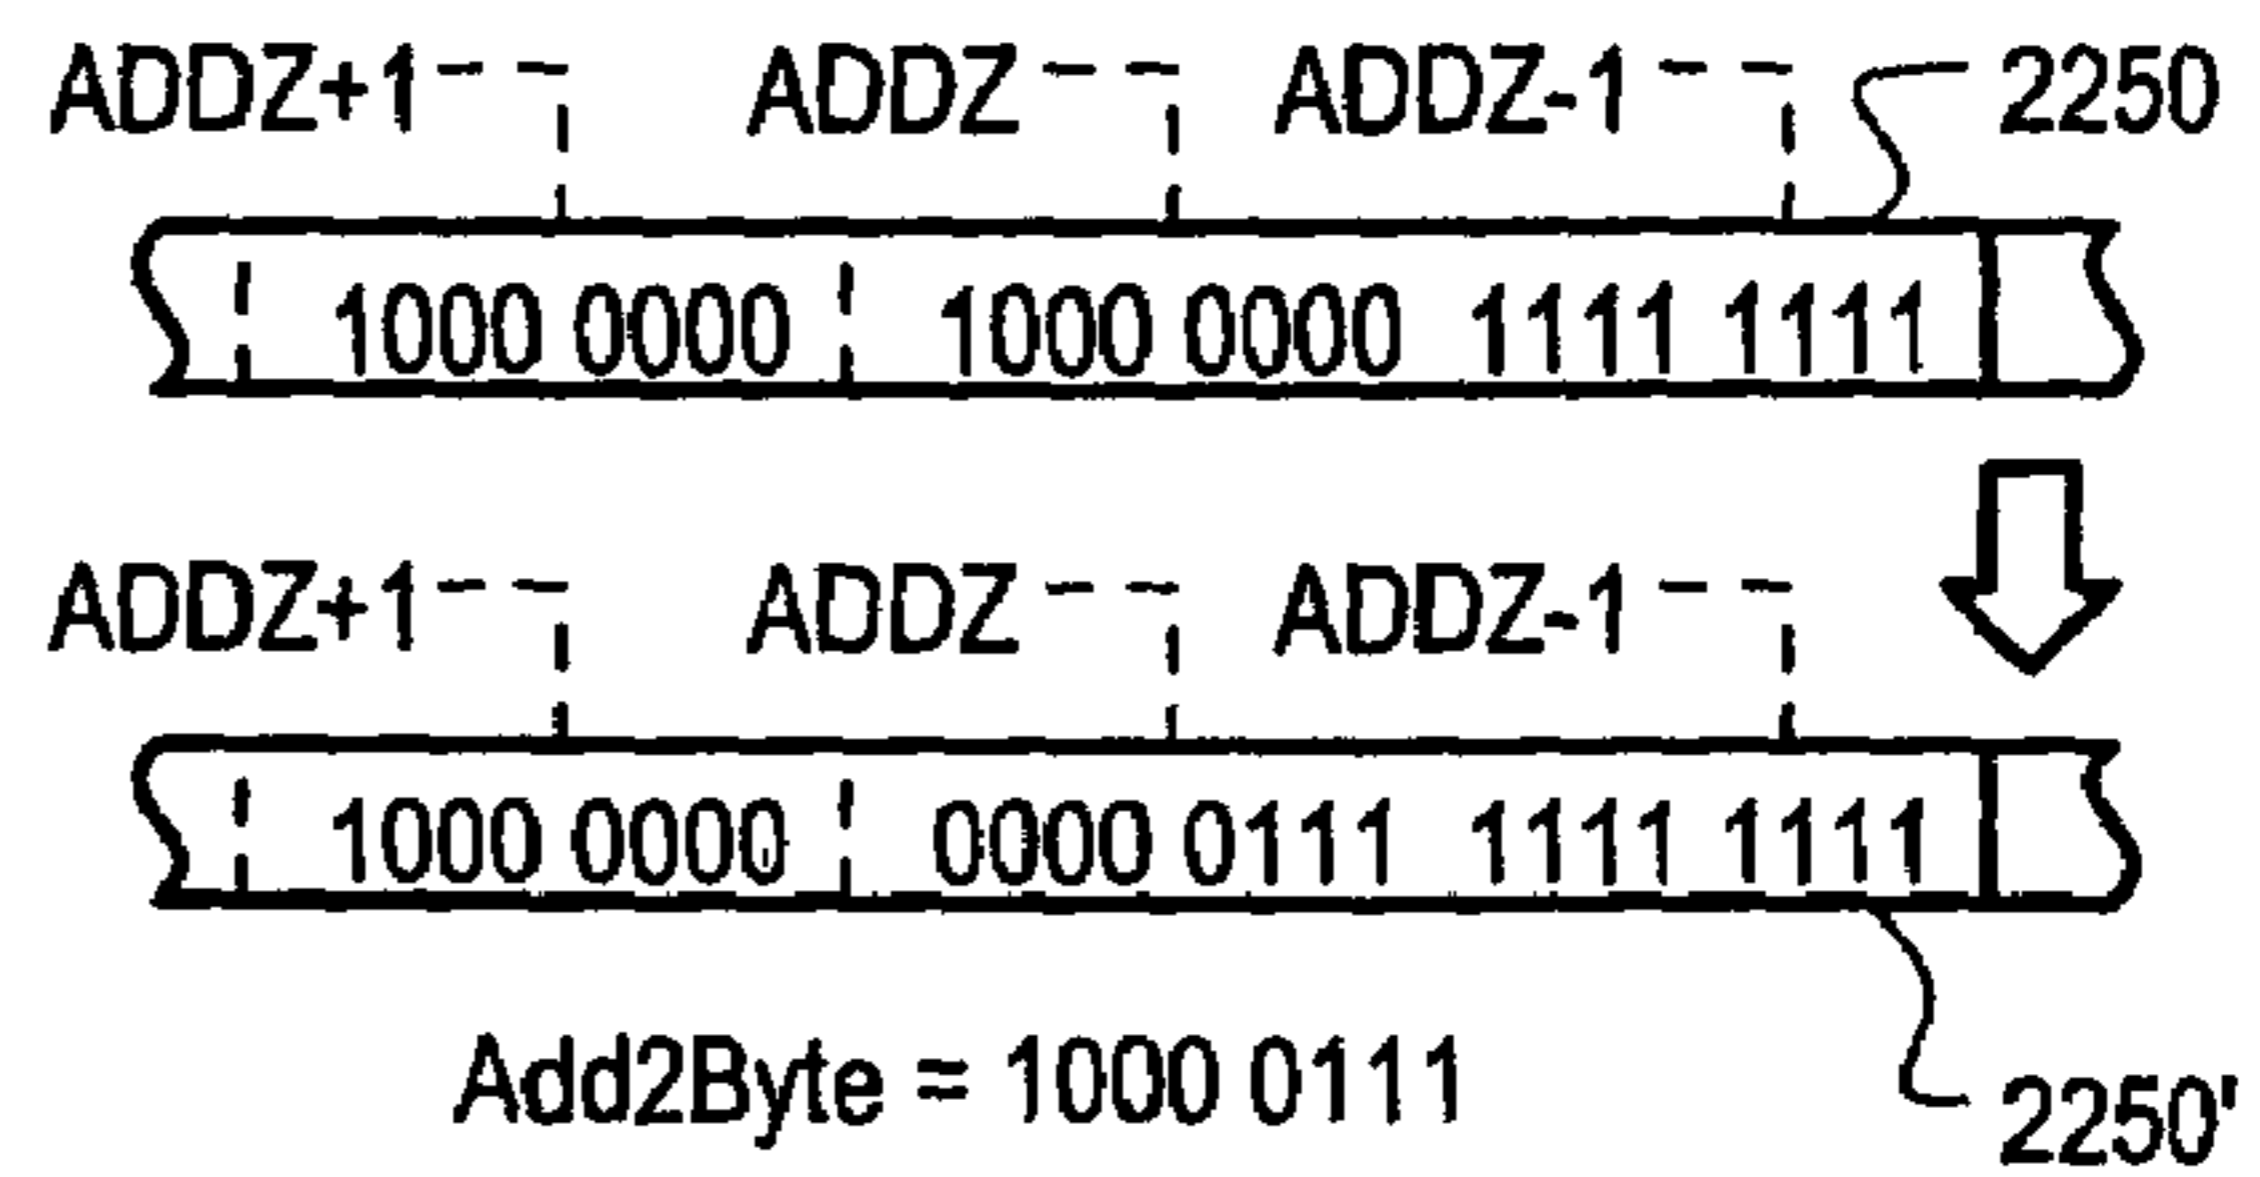 ADDZ+1 ADDZ ADDZ-1 2250
1000 0000 1000 0000 1111 1111
ADDZ+1 ADDZ ADDZ-1
1000 0000 0000 0111 1111 1111
Add2Byte = 1000 0111
2250'